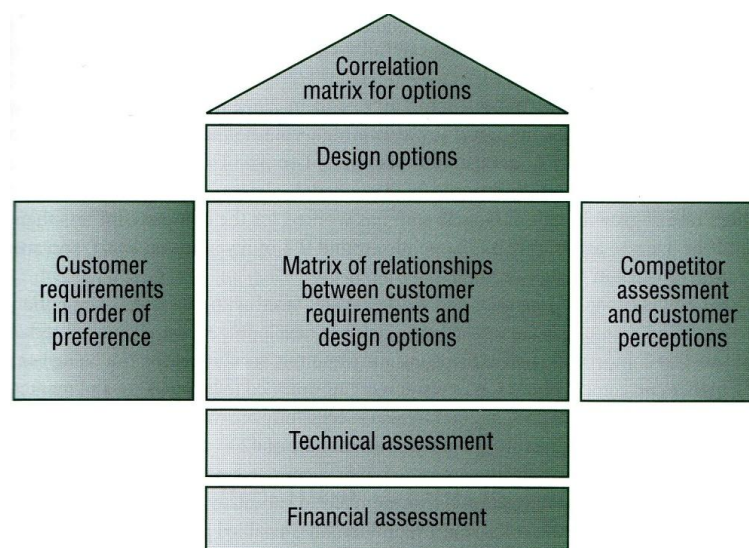 Correlation
matrix for options
Design options
Customer
requirements
in order of
preference
Matrix of relationships
between customer
requirements and
design options
Competitor
assessment
and customer
perceptions
Technical assessment
Financial assessment